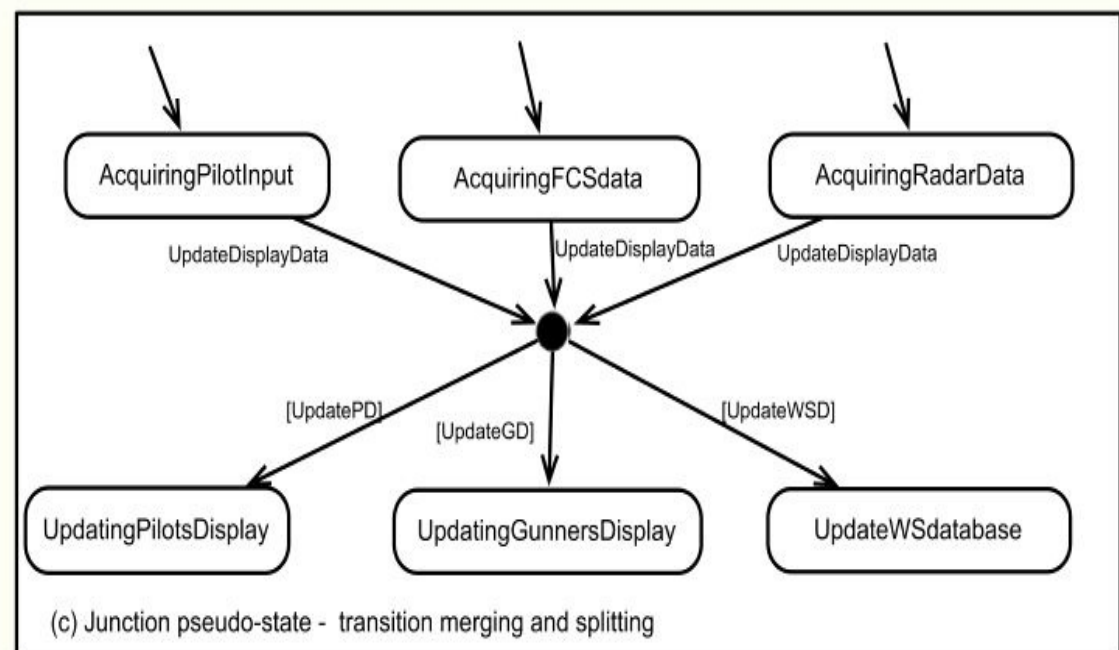 AcquiringPilotInput
AcquiringFCSdata
AcquiringRadarData
UpdateDisplayData
UpdateDisplayData
UpdateDisplayData
[UpdatePD]
[UpdateGD]
[UpdateWSD]
UpdatingPilotsDisplay
UpdatingGunnersDisplay
UpdateWSdatabase
(c) Junction pseudo-state - transition merging and splitting